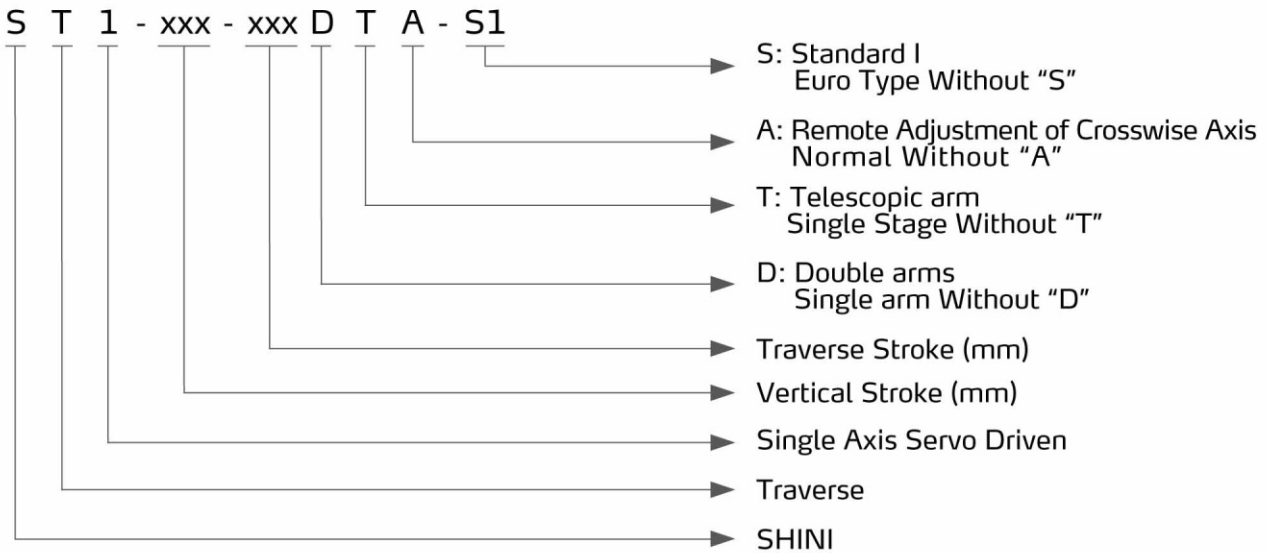 S T 1 - xxx - xxx D T A - S1
S: Standard I
Euro Type Without “S”
A: Remote Adjustment of Crosswise Axis
Normal Without “A”
T: Telescopic arm
Single Stage Without “T”
D: Double arms
Single arm Without “D”
Traverse Stroke (mm)
Vertical Stroke (mm)
Single Axis Servo Driven
Traverse
SHINI